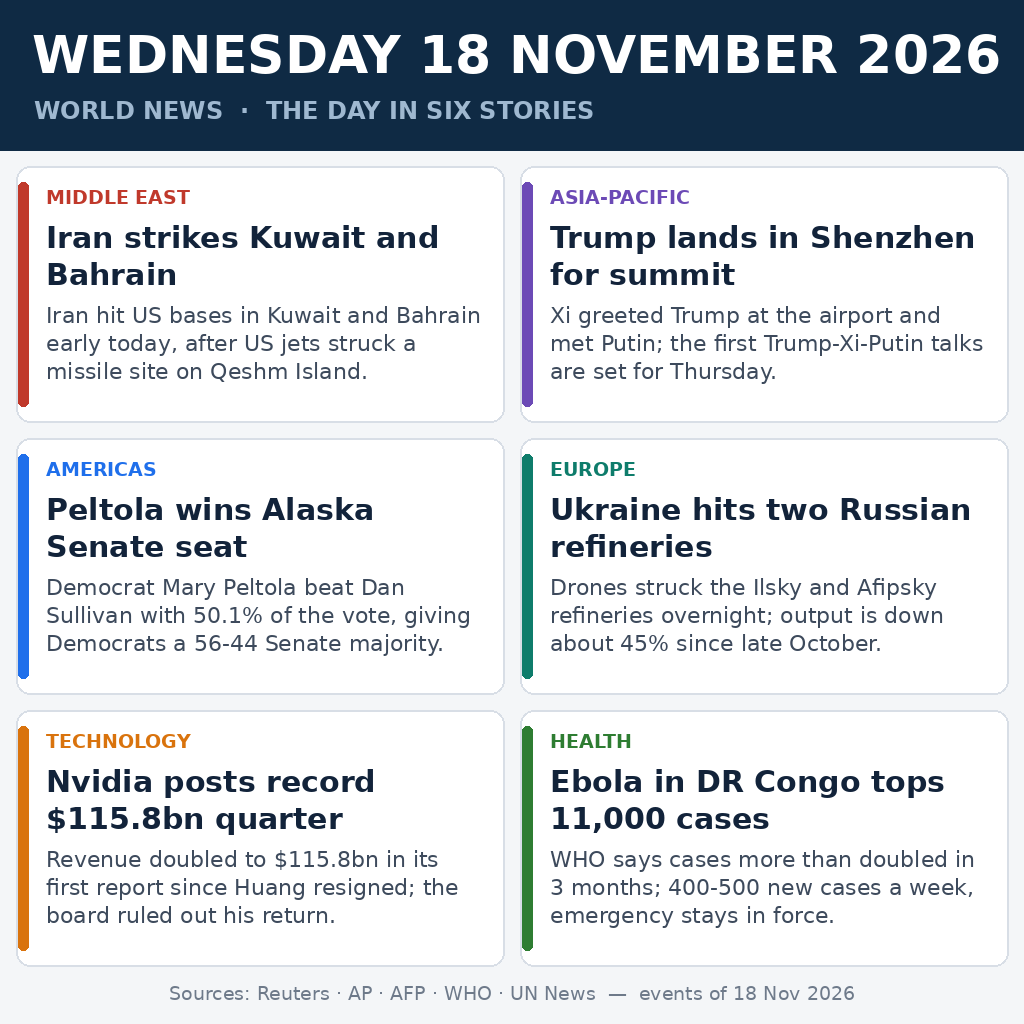 WEDNESDAY 18 NOVEMBER 2026
WORLD NEWS · THE DAY IN SIX STORIES
MIDDLE EAST
Iran strikes Kuwait and
Bahrain
Iran hit US bases in Kuwait and Bahrain
early today, after US jets struck a
missile site on Qeshm Island.
ASIA-PACIFIC
Trump lands in Shenzhen
for summit
Xi greeted Trump at the airport and
met Putin; the first Trump-Xi-Putin talks
are set for Thursday.
AMERICAS
Peltola wins Alaska
Senate seat
Democrat Mary Peltola beat Dan
Sullivan with 50.1% of the vote, giving
Democrats a 56-44 Senate majority.
EUROPE
Ukraine hits two Russian
refineries
Drones struck the Ilsky and Afipsky
refineries overnight; output is down
about 45% since late October.
TECHNOLOGY
Nvidia posts record
$115.8bn quarter
Revenue doubled to $115.8bn in its
first report since Huang resigned; the
board ruled out his return.
HEALTH
Ebola in DR Congo tops
11,000 cases
WHO says cases more than doubled in
3 months; 400-500 new cases a week,
emergency stays in force.
Sources: Reuters · AP · AFP · WHO · UN News — events of 18 Nov 2026